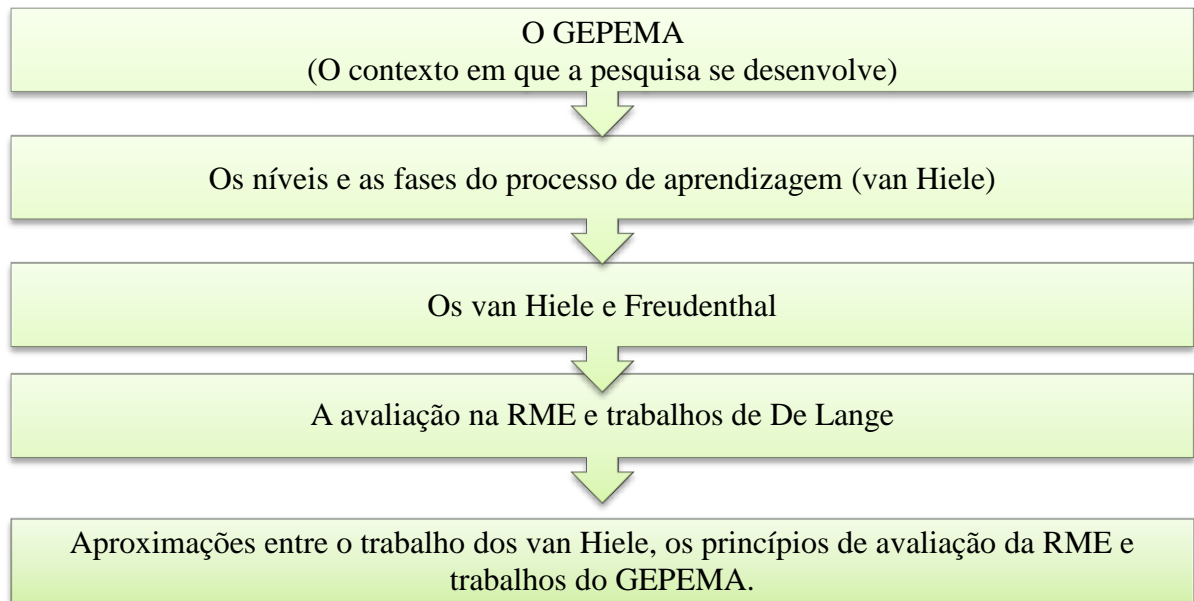 O GEPEMA
(O contexto em que a pesquisa se desenvolve)
Os níveis e as fases do processo de aprendizagem (van Hiele)
Os van Hiele e Freudenthal
A avaliação na RME e trabalhos de De Lange
Aproximações entre o trabalho dos van Hiele, os princípios de avaliação da RME e
trabalhos do GEPEMA.